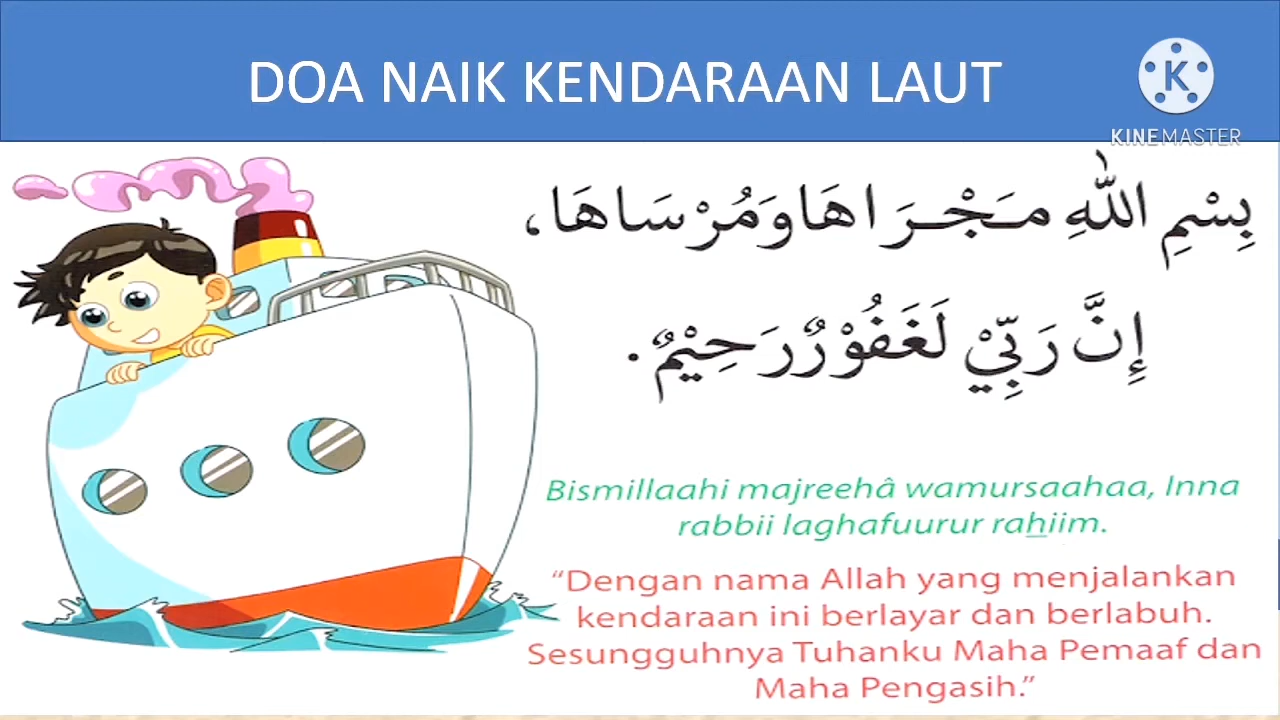 DOA NAIK KENDARAAN LAUT
K
KINEMASTER
بِسْمِ اللّٰهِ مَجْرَاهَا وَمُرْسَاهَا،
إِنَّ رَبِّيْ لَغَفُوْرٌ رَحِيْمٌ.
Bismillaahi majreehâ wamursaahaa, Inna
rabbii laghafuurur rahiim.
“Dengan nama Allah yang menjalankan
kendaraan ini berlayar dan berlabuh.
Sesungguhnya Tuhanku Maha Pemaaf dan
Maha Pengasih.”